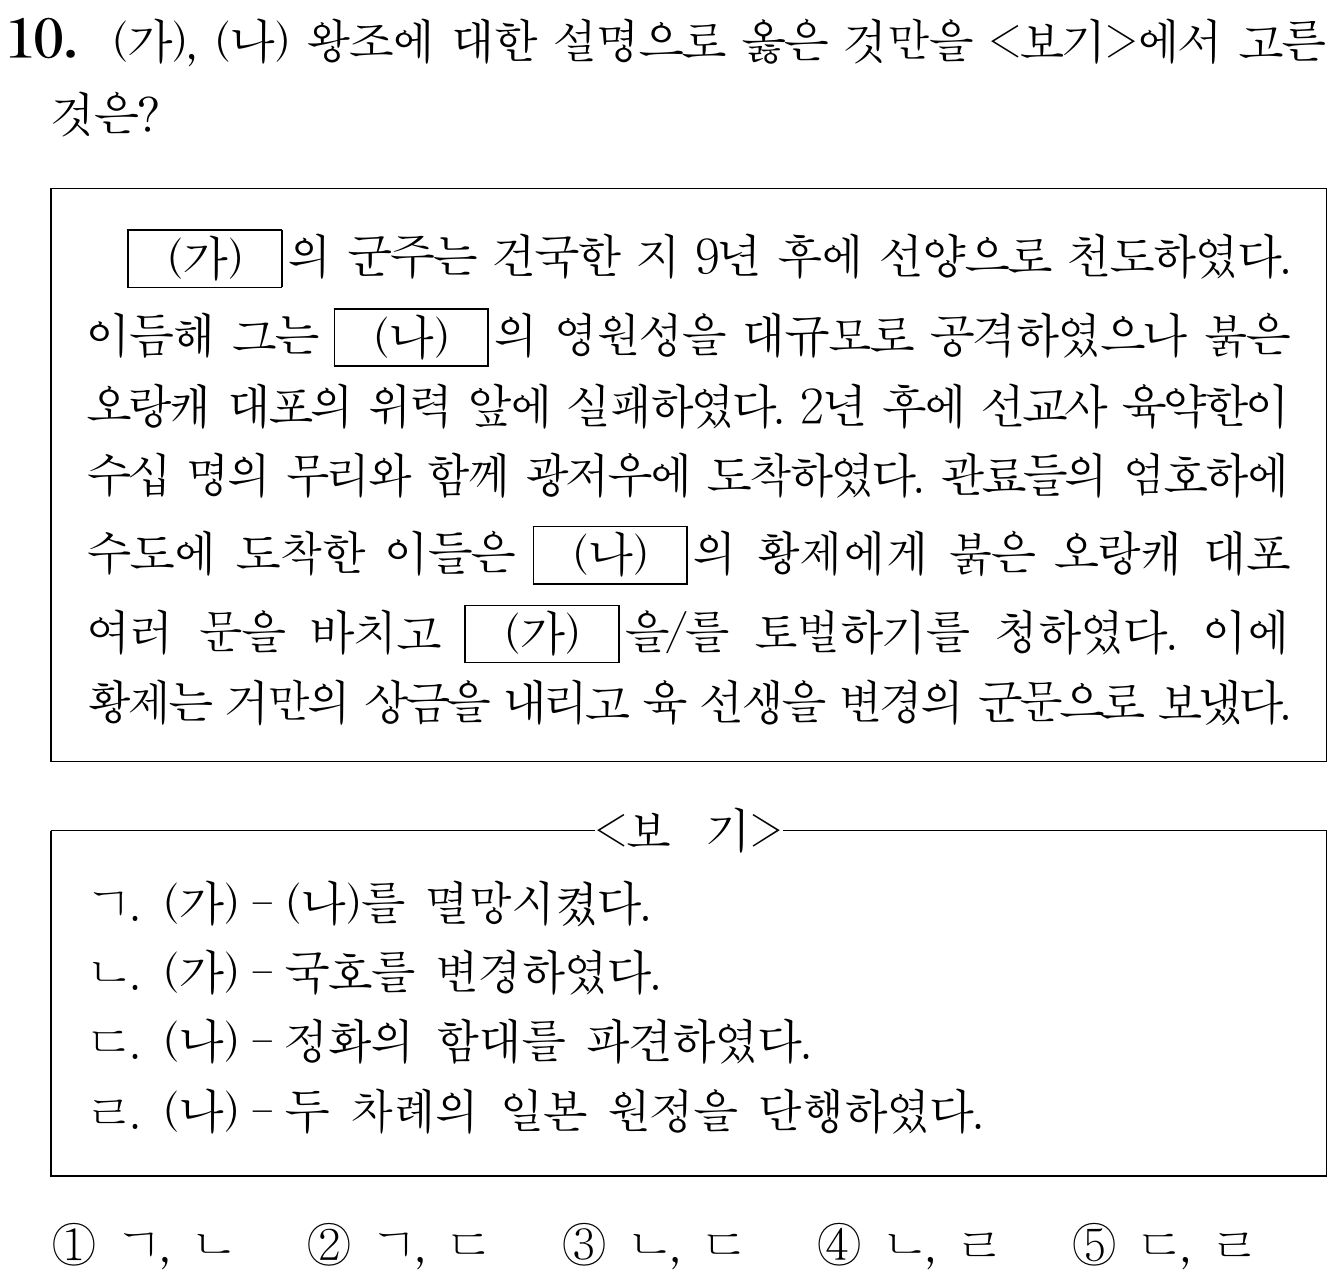 10. (가), (나) 왕조에 대한 설명으로 옳은 것만을 <보기>에서 고른
것은?
(가) 의 군주는 건국한 지 9년 후에 선양으로 천도하였다.
이듬해 그는 (나) 의 영원성을 대규모로 공격하였으나 붉은
오랑캐 대포의 위력 앞에 실패하였다. 2년 후에 선교사 육약한이
수십 명의 무리와 함께 광저우에 도착하였다. 관료들의 엄호하에
수도에 도착한 이들은 (나) 의 황제에게 붉은 오랑캐 대포
여러 문을 바치고 (가) 을/를 토벌하기를 청하였다. 이에
황제는 거만의 상금을 내리고 육 선생을 변경의 군문으로 보냈다.
<보 기>
ㄱ. (가) - (나)를 멸망시켰다.
ㄴ. (가) - 국호를 변경하였다.
ㄷ. (나) - 정화의 함대를 파견하였다.
ㄹ. (나) - 두 차례의 일본 원정을 단행하였다.
① ㄱ, ㄴ ② ㄱ, ㄷ ③ ㄴ, ㄷ ④ ㄴ, ㄹ ⑤ ㄷ, ㄹ